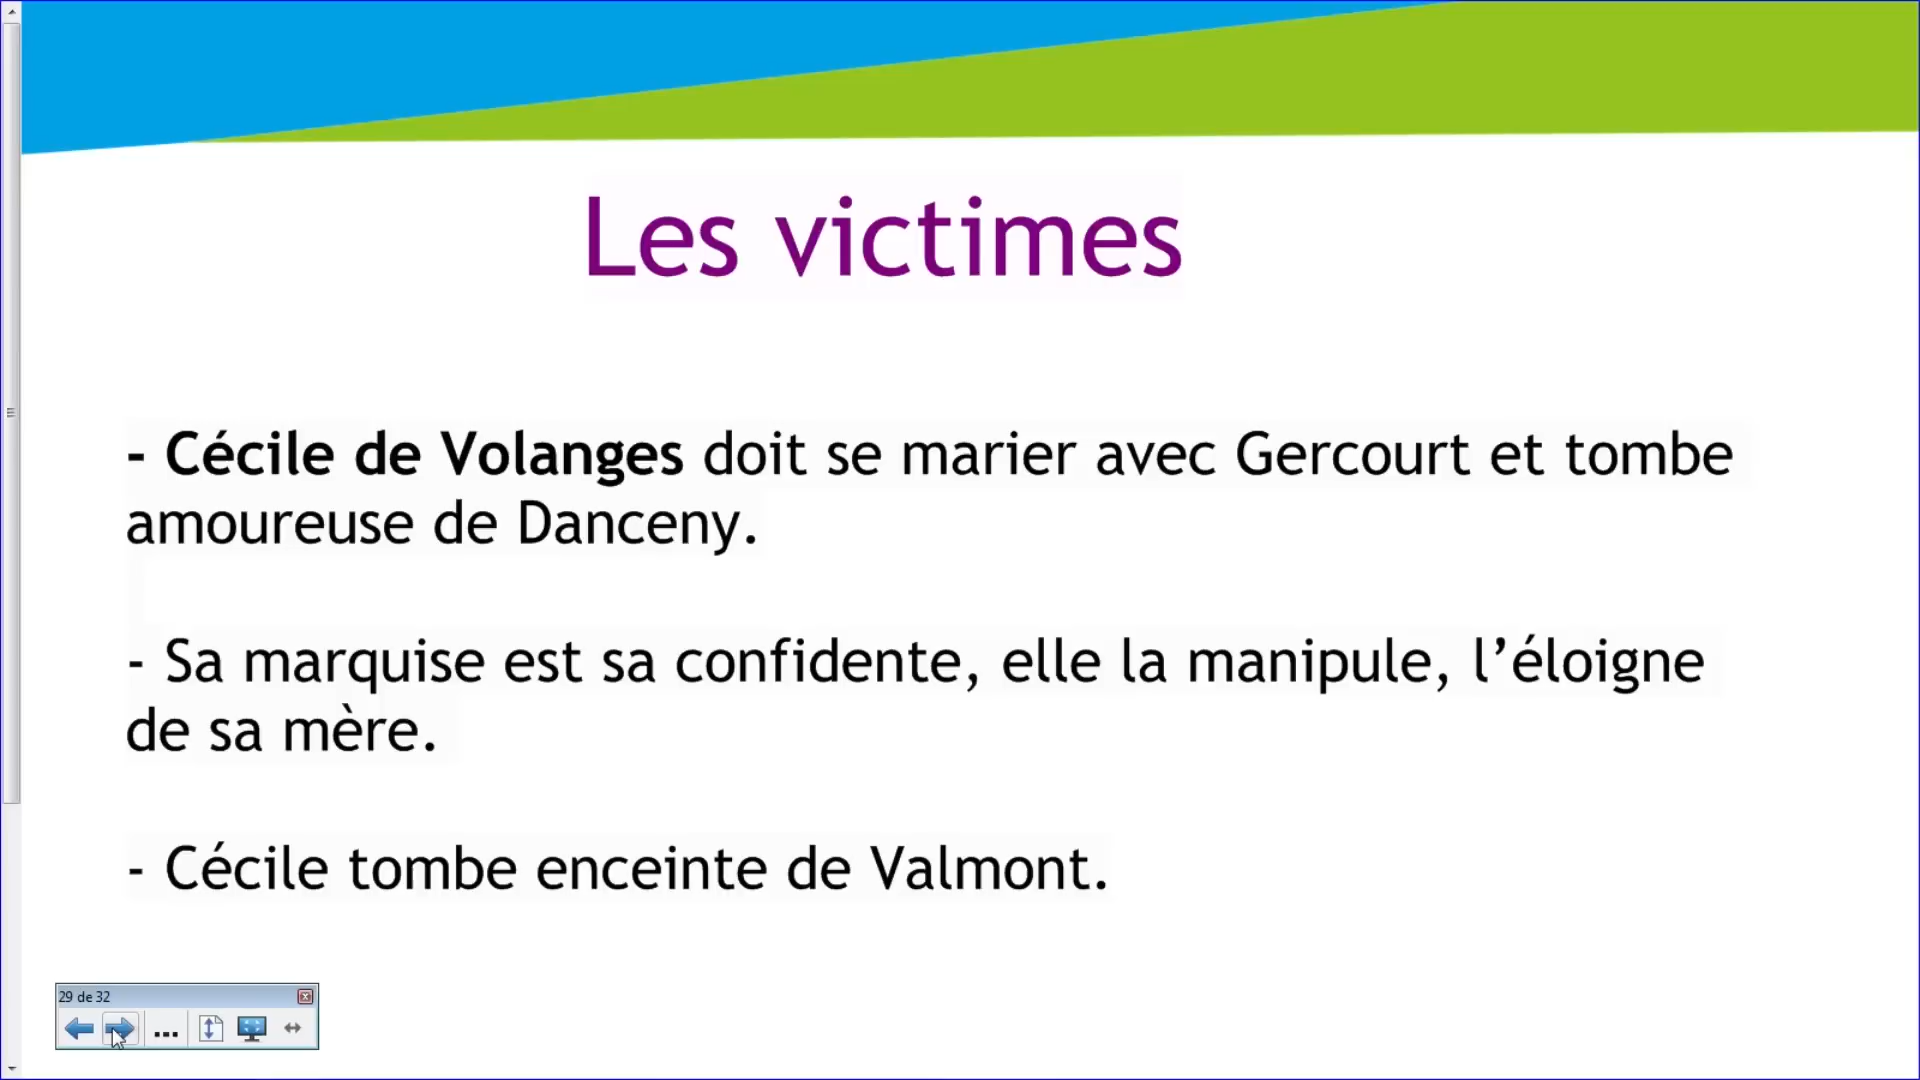 Les victimes
- Cécile de Volanges doit se marier avec Gercourt et tombe
amoureuse de Danceny.
- Sa marquise est sa confidente, elle la manipule, l’éloigne
de sa mère.
- Cécile tombe enceinte de Valmont.
29 de 32